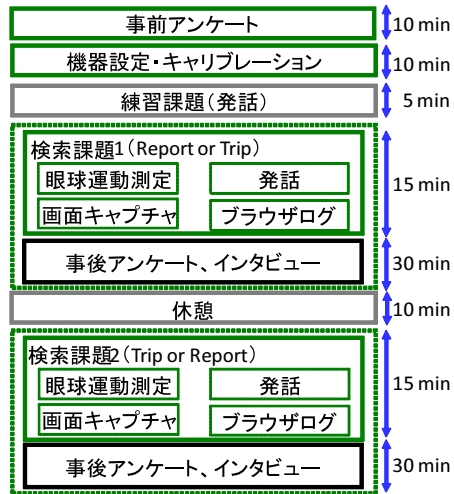 事前アンケート 10 min
機器設定・キャリブレーション 10 min
練習課題(発話) 5 min
検索課題1(Report or Trip)
眼球運動測定 発話 15 min
画面キャプチャ ブラウザログ
事後アンケート、インタビュー 30 min
休憩 10 min
検索課題2(Trip or Report)
眼球運動測定 発話 15 min
画面キャプチャ ブラウザログ
事後アンケート、インタビュー 30 min